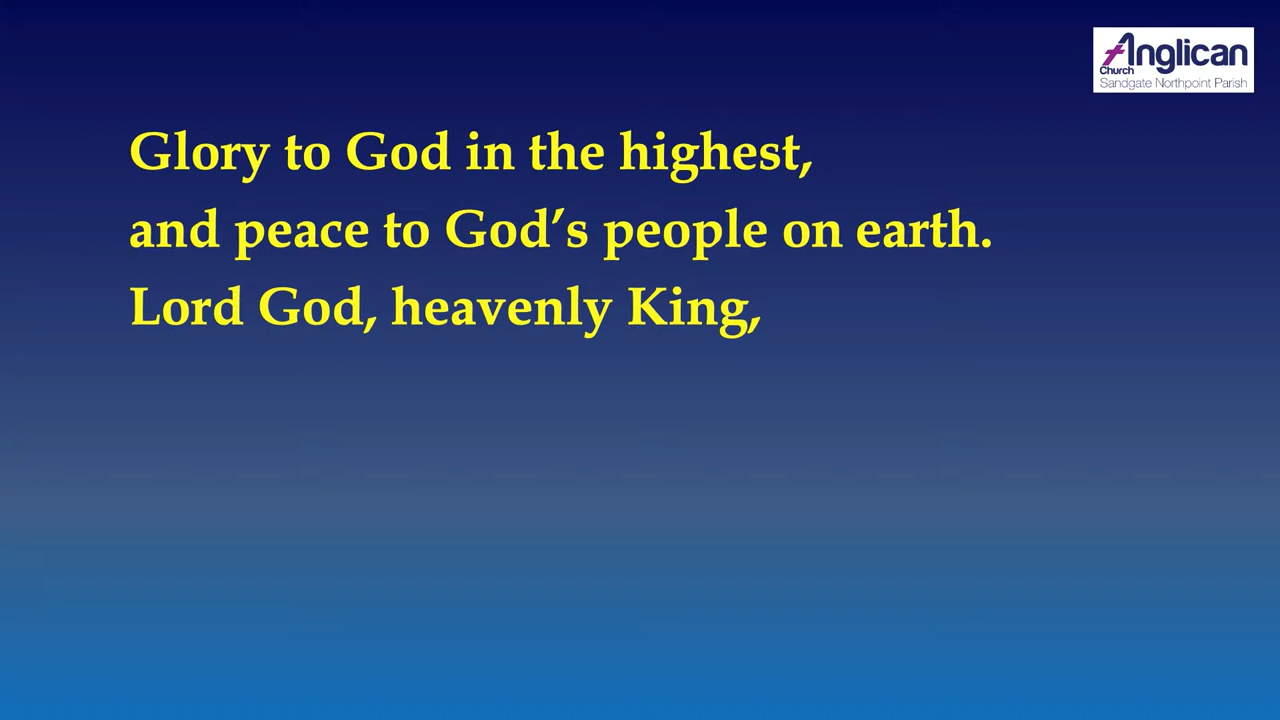 Anglican
Church
Sandgate Northpoint Parish
Glory to God in the highest,
and peace to God’s people on earth.
Lord God, heavenly King,